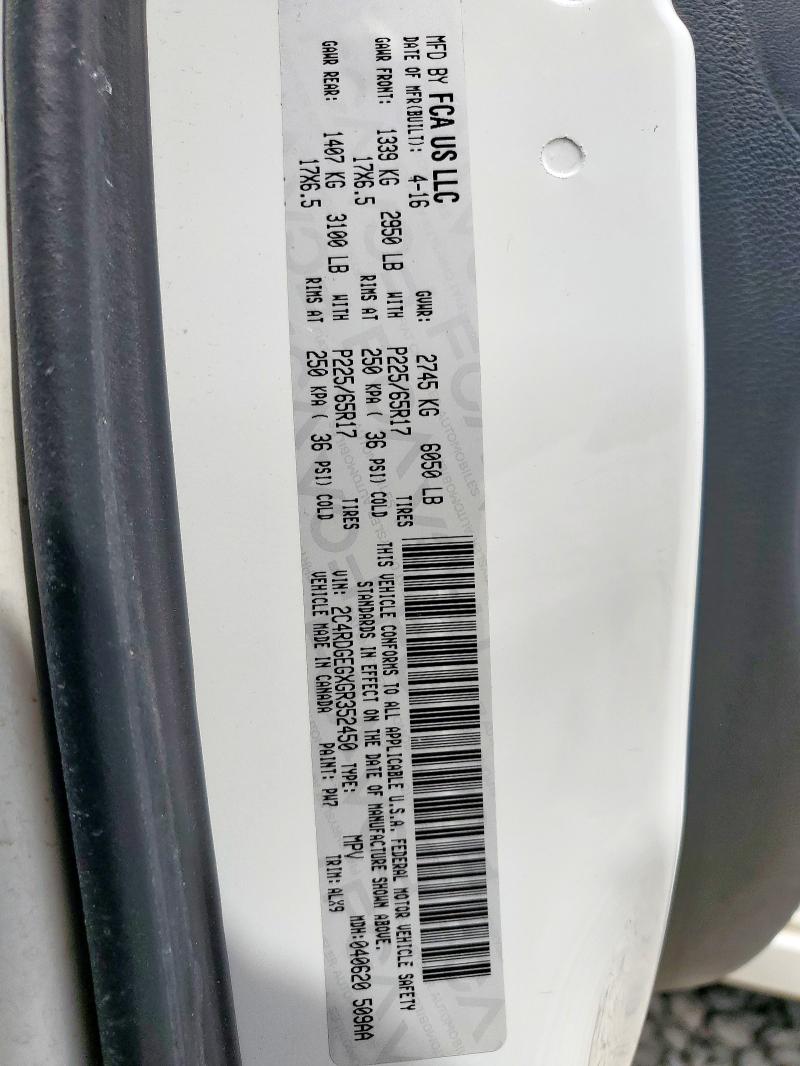 MFD BY FCA US LLC
DATE OF MFR(BUILT): 4-16 GVWR: 2745 KG 6050 LB
GAWR FRONT: 1339 KG 2950 LB WITH P225/65R17 TIRES
17X6.5 RIMS AT 250 KPA ( 36 PSI) COLD
GAWR REAR: 1407 KG 3100 LB WITH P225/65R17 TIRES
17X6.5 RIMS AT 250 KPA ( 36 PSI) COLD
THIS VEHICLE CONFORMS TO ALL APPLICABLE U.S.A. FEDERAL MOTOR VEHICLE SAFETY
STANDARDS IN EFFECT ON THE DATE OF MANUFACTURE SHOWN ABOVE.
VIN: 2C4RDGEGXGR352450 TYPE: MPV MDH:040620 509AA
VEHICLE MADE IN CANADA PAINT: PW7 TRIM:ALX9